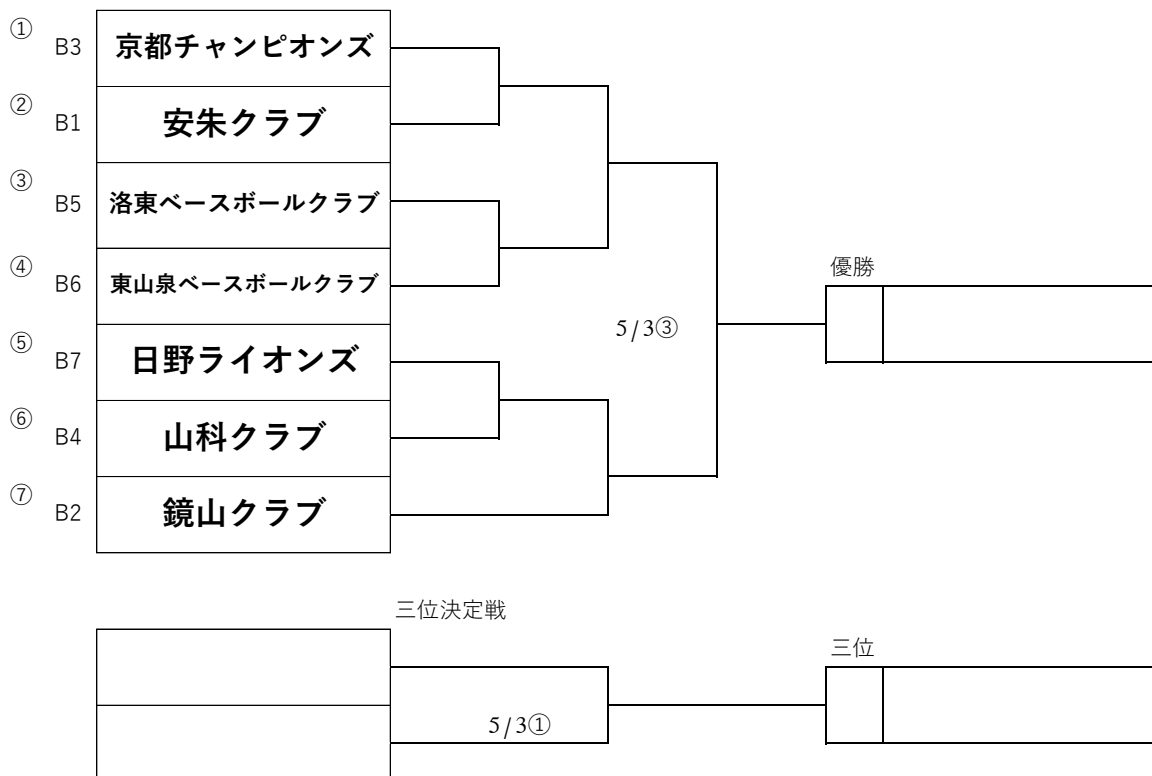 ① B3 京都チャンピオンズ
② B1 安朱クラブ
③ B5 洛東ベースボールクラブ
④ B6 東山泉ベースボールクラブ
優勝
5/3③
⑤ B7 日野ライオンズ
⑥ B4 山科クラブ
⑦ B2 鏡山クラブ
三位決定戦
三位
5/3①